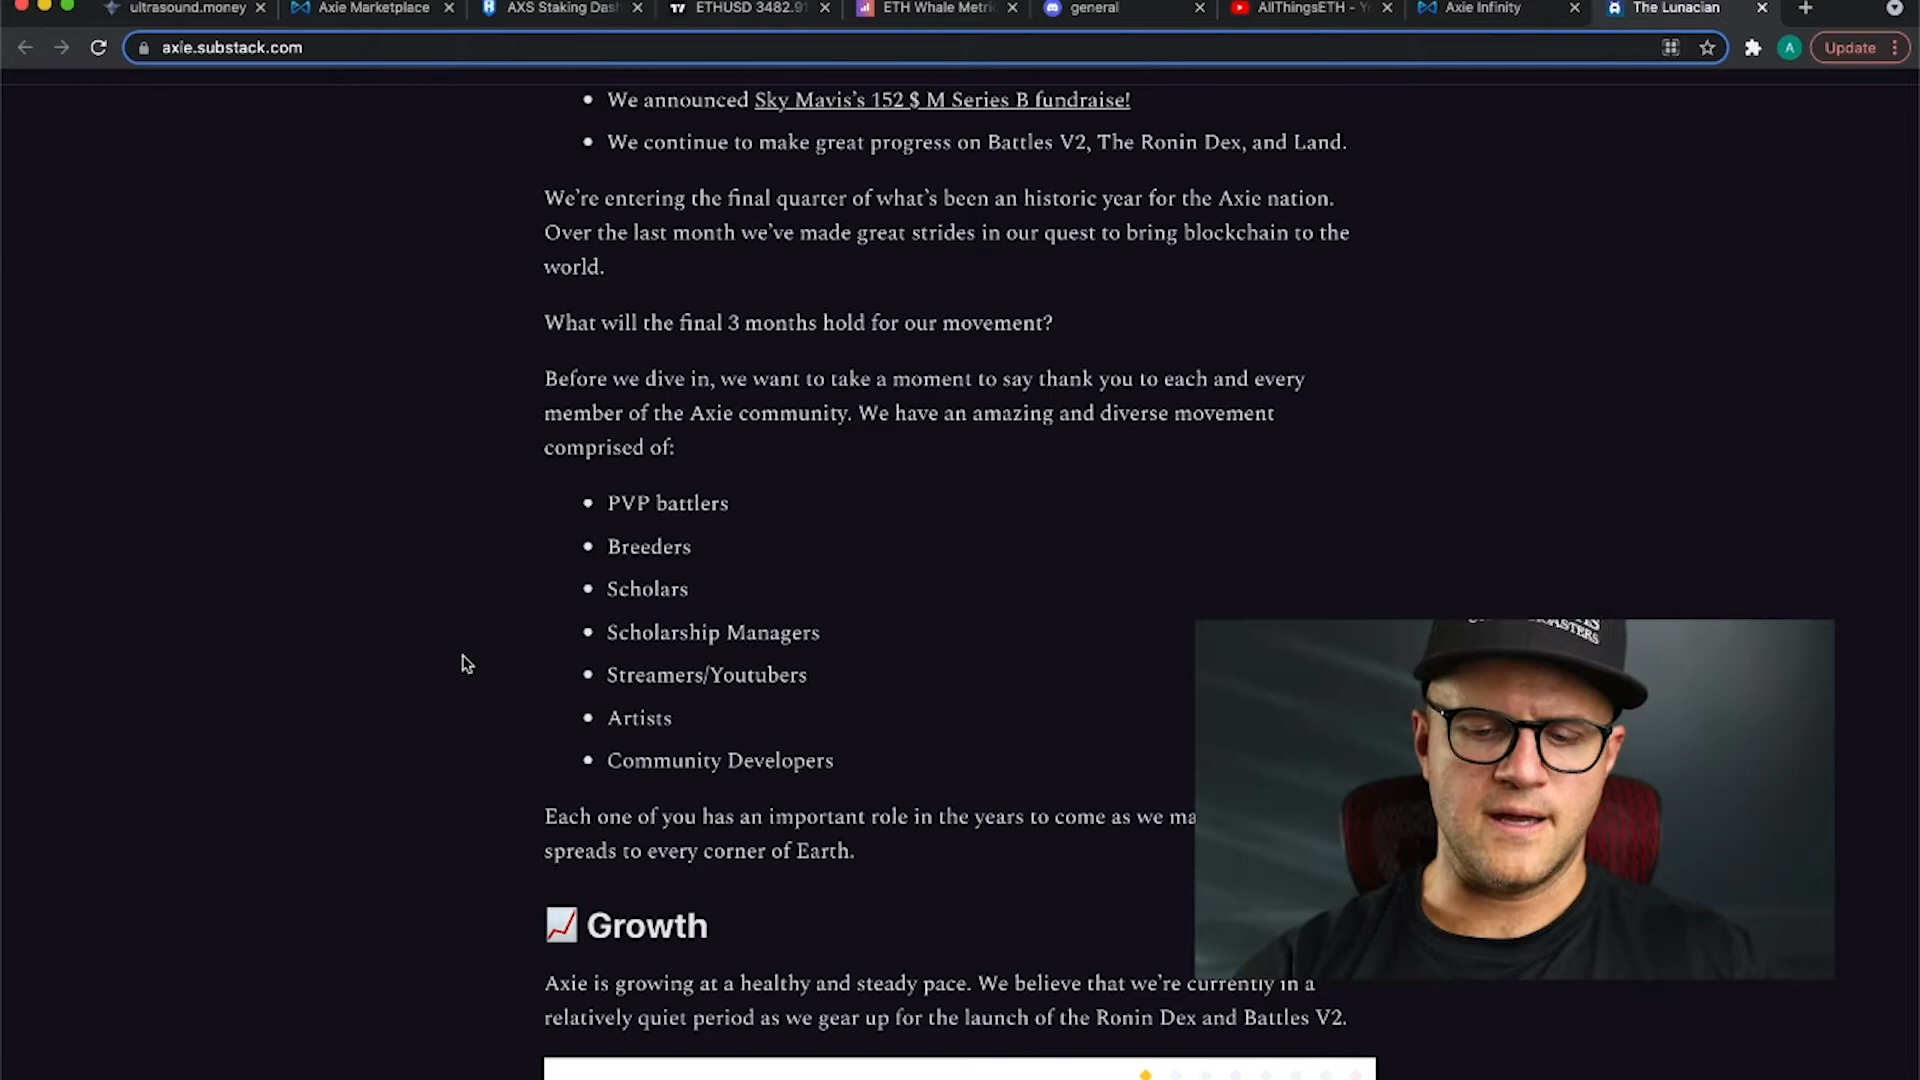 ultrasound.money
Axie Marketplace
AXS Staking Dash
ETHUSD 3482.91
ETH Whale Metri
general
AllThingsETH - Y
Axie Infinity
The Lunacian
axie.substack.com
A
Update
We announced Sky Mavis’s 152 $ M Series B fundraise!
We continue to make great progress on Battles V2, The Ronin Dex, and Land.
We’re entering the final quarter of what’s been an historic year for the Axie nation.
Over the last month we’ve made great strides in our quest to bring blockchain to the
world.
What will the final 3 months hold for our movement?
Before we dive in, we want to take a moment to say thank you to each and every
member of the Axie community. We have an amazing and diverse movement
comprised of:
PVP battlers
Breeders
Scholars
Scholarship Managers
Streamers/Youtubers
Artists
Community Developers
Each one of you has an important role in the years to come as we ma
spreads to every corner of Earth.
Growth
Axie is growing at a healthy and steady pace. We believe that we’re currently in a
relatively quiet period as we gear up for the launch of the Ronin Dex and Battles V2.